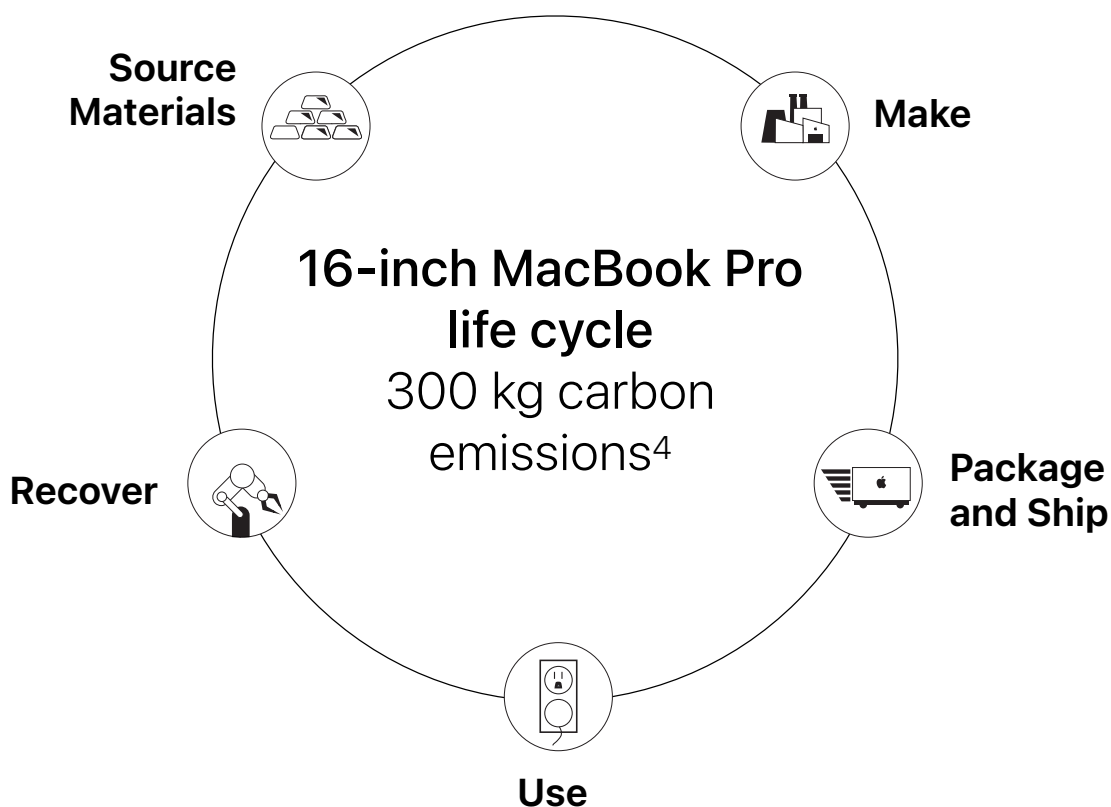 Source
Materials
Make
16-inch MacBook Pro
life cycle
300 kg carbon
emissions⁴
Recover
Package
and Ship
Use